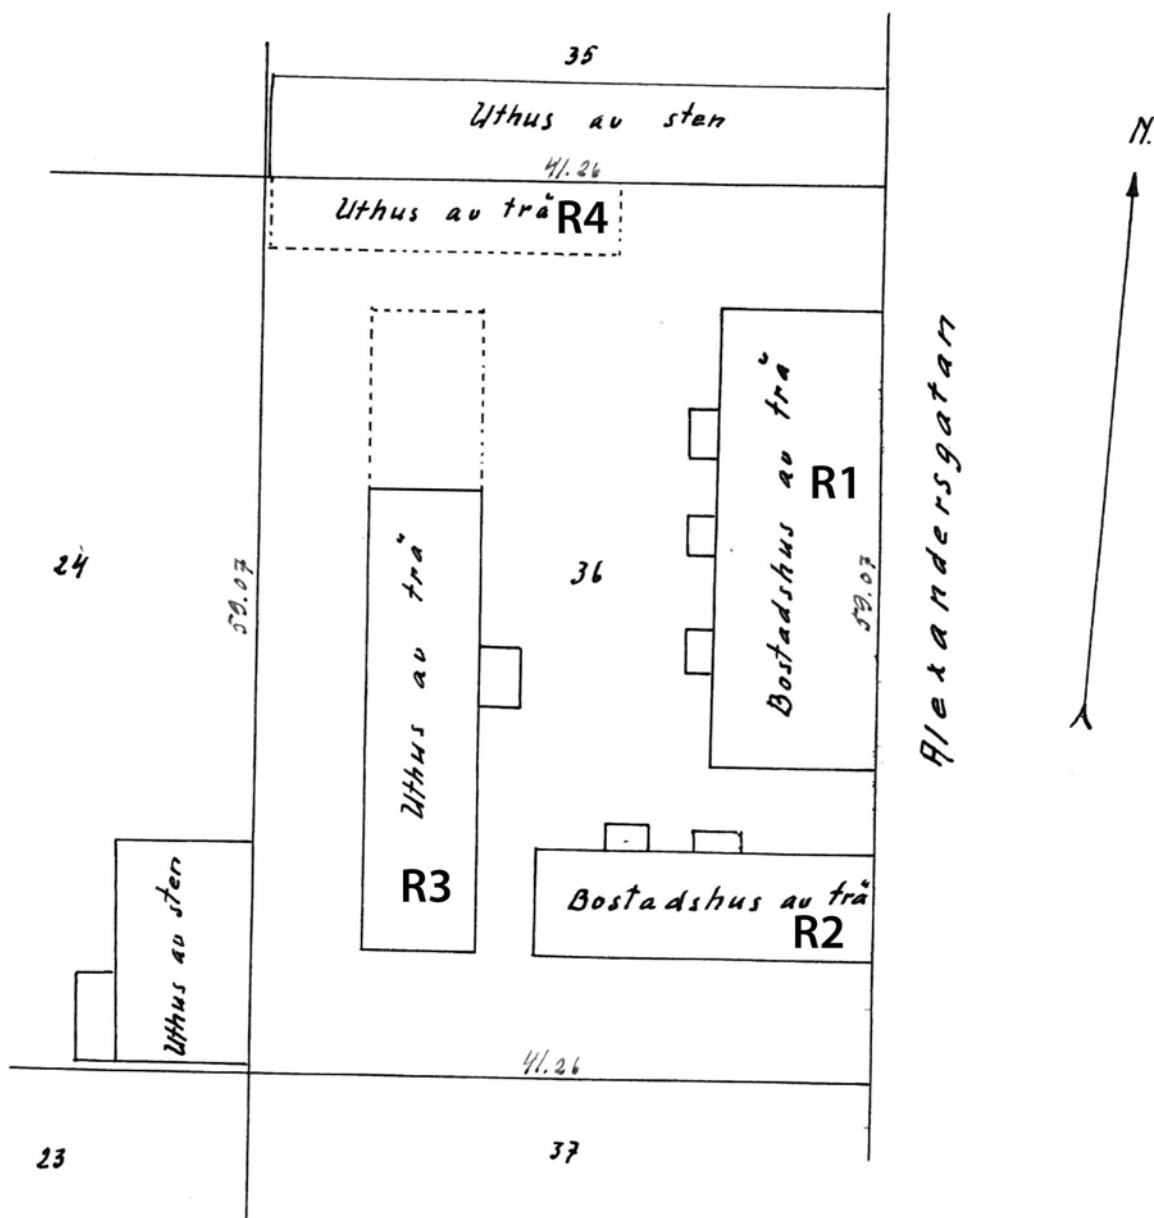 35
Uthus av sten
N.
41.26
Uthus av trä R4
Bostadshus av trä
R1
Alexandersgatan
24
59.07
Uthus av trä
R3
36
59.07
Bostadshus av trä
R2
Uthus av sten
41.26
23
37